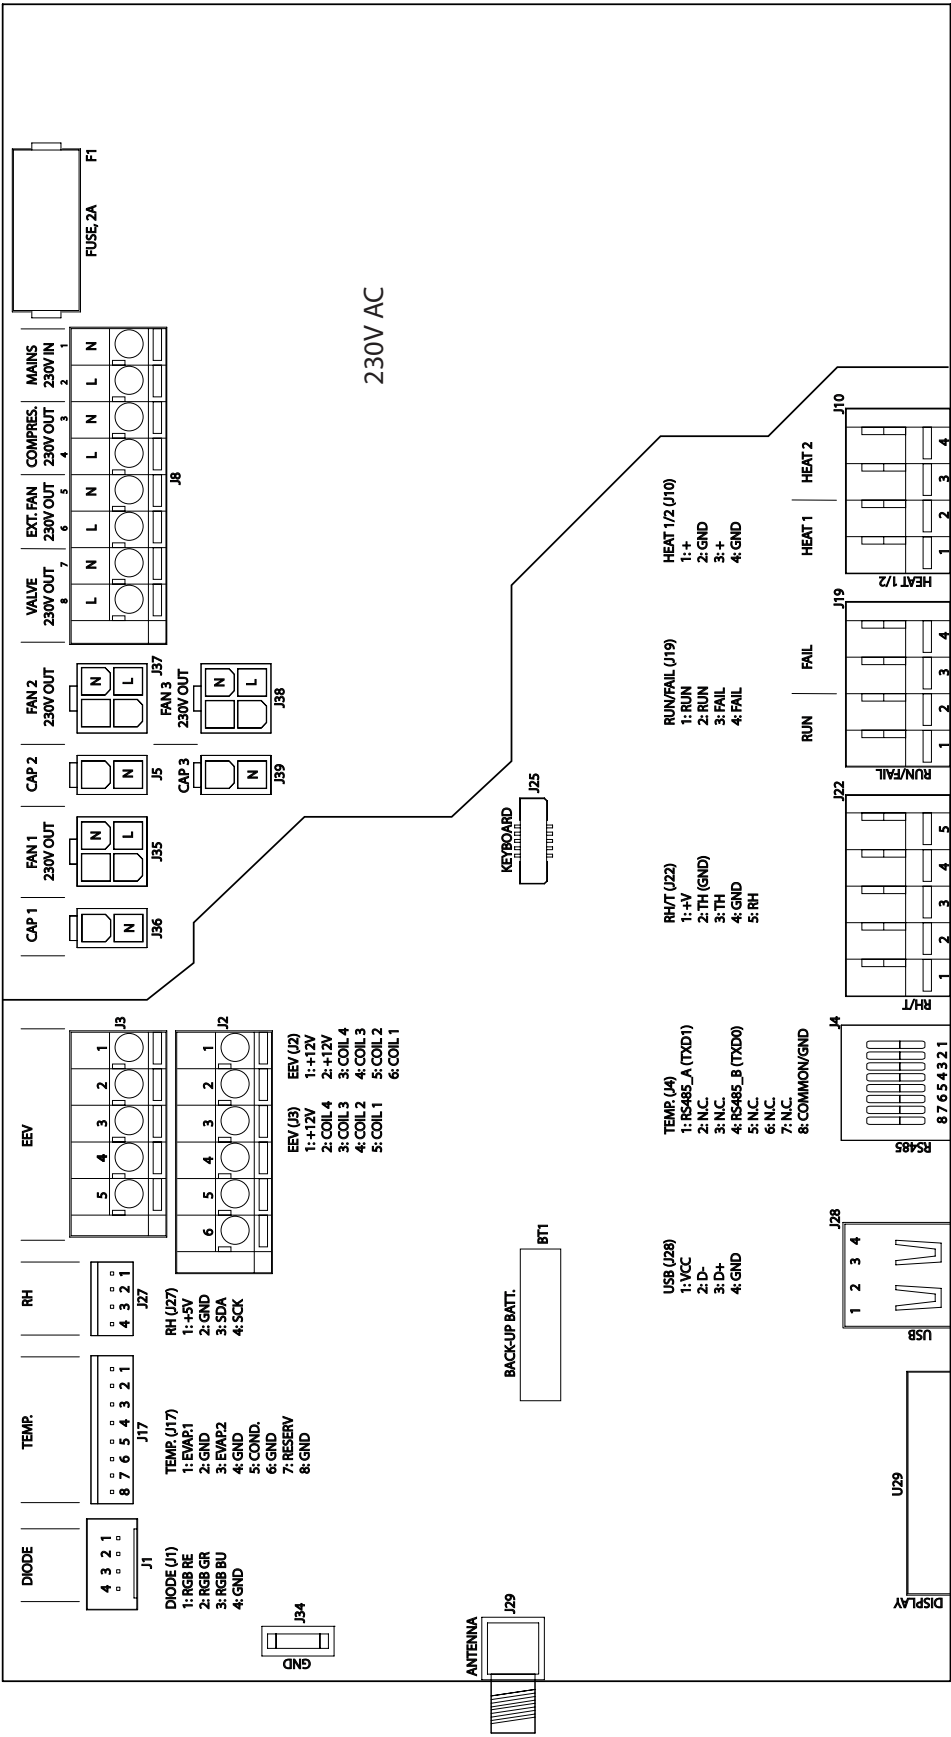 DIODE
4 3 2 1
J1
DIODE (J1)
1: RGB RE
2: RGB GR
3: RGB BU
4: GND
TEMP.
8 7 6 5 4 3 2 1
J17
TEMP. (J17)
1: EVAP.1
2: GND
3: EVAP.2
4: GND
5: COND.
6: GND
7: RESERV
8: GND
RH
4 3 2 1
J27
RH (J27)
1: +5V
2: GND
3: SDA
4: SCK
EEV
5 4 3 2 1
J3
6 5 4 3 2 1
J2
EEV (J3)
1: +12V
2: COIL 4
3: COIL 3
4: COIL 2
5: COIL 1
EEV (J2)
1: +12V
2: +12V
3: COIL 4
4: COIL 3
5: COIL 2
6: COIL 1
CAP 1
N
J36
FAN 1
230V OUT
N
L
J35
CAP 2
N
J5
FAN 2
230V OUT
N
L
J37
CAP 3
N
J39
FAN 3
230V OUT
N
L
J38
VALVE
230V OUT
EXT. FAN
230V OUT
COMPRES.
230V OUT
MAINS
230V IN
8 7 6 5 4 3 2 1
L N L N L N L N
J8
FUSE, 2A
F1
230V AC
GND
J34
ANTENNA
J29
BACK-UP BATT.
BT1
KEYBOARD
J25
USB (J28)
1: VCC
2: D-
3: D+
4: GND
TEMP. (J4)
1: RS485_A (TXD1)
2: N.C.
3: N.C.
4: RS485_B (TXD0)
5: N.C.
6: N.C.
7: N.C.
8: COMMON/GND
RH/T (J22)
1: +V
2: TH (GND)
3: TH
4: GND
5: RH
RUN/FAIL (J19)
1: RUN
2: RUN
3: FAIL
4: FAIL
HEAT 1/2 (J10)
1: +
2: GND
3: +
4: GND
U29
DISPLAY
J28
1 2 3 4
USB
J4
8 7 6 5 4 3 2 1
RS485
J22
1 2 3 4 5
RH/T
RUN
FAIL
J19
1 2 3 4
RUN/FAIL
HEAT 1
HEAT 2
J10
1 2 3 4
HEAT 1/2